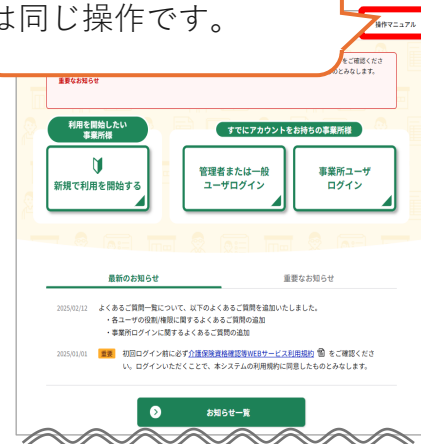 は同じ操作です。
操作マニュアル
をご確認くださ
のとみなします。
重要なお知らせ
利用を開始したい
事業所様
すでにアカウントをお持ちの事業所様
新規で利用を開始する
管理者または一般
ユーザログイン
事業所ユーザ
ログイン
最新のお知らせ
重要なお知らせ
2025/02/12 よくあるご質問一覧について、以下のよくあるご質問を追加いたしました。
・各ユーザの役割/権限に関するよくあるご質問の追加
・事業所ログインに関するよくあるご質問の追加
2025/01/01 重要 初回ログイン前に必ず介護保険資格確認等WEBサービス利用規約 をご確認くださ
い。ログインいただくことで、本システムの利用規約に同意したものとみなします。
お知らせ一覧